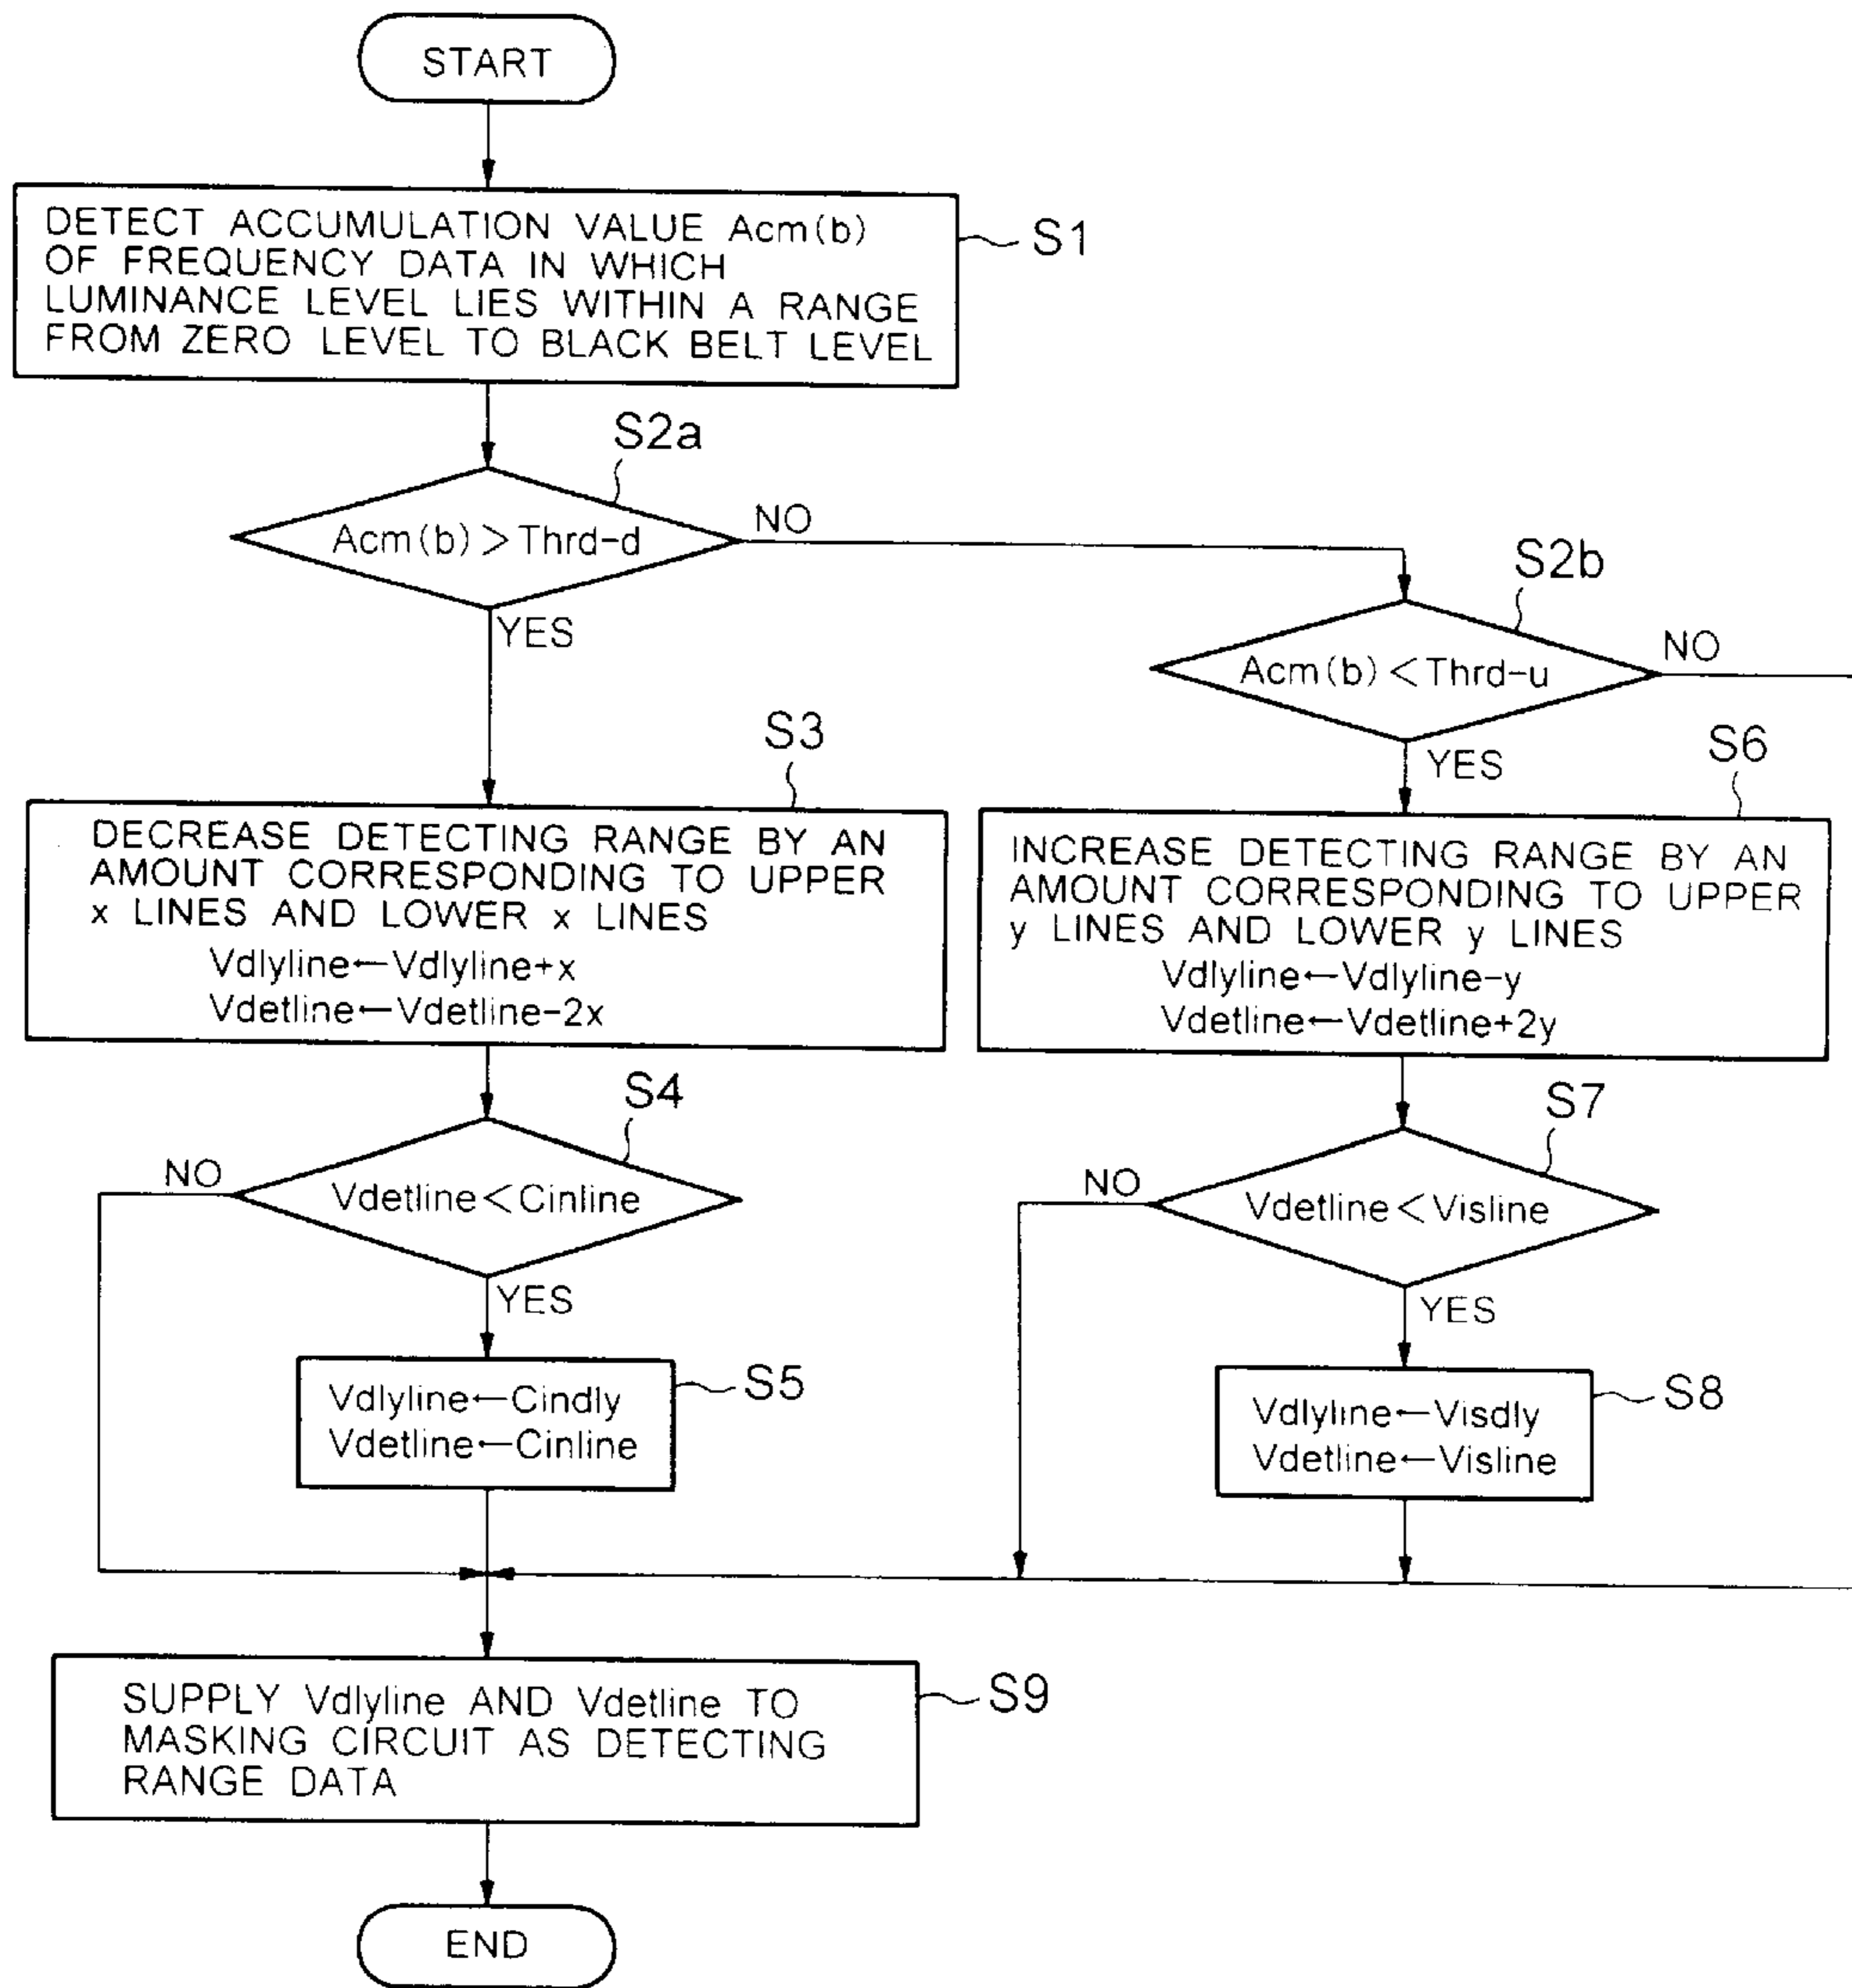 START
DETECT ACCUMULATION VALUE Acm(b)
OF FREQUENCY DATA IN WHICH
LUMINANCE LEVEL LIES WITHIN A RANGE
FROM ZERO LEVEL TO BLACK BELT LEVEL
S1
S2a
Acm(b)>Thrd-d
NO
YES
S2b
Acm(b)<Thrd-u
NO
YES
S3
DECREASE DETECTING RANGE BY AN
AMOUNT CORRESPONDING TO UPPER
x LINES AND LOWER x LINES
Vdlyline←Vdlyline+x
Vdetline←Vdetline-2x
S6
INCREASE DETECTING RANGE BY AN
AMOUNT CORRESPONDING TO UPPER
y LINES AND LOWER y LINES
Vdlyline←Vdlyline-y
Vdetline←Vdetline+2y
S4
NO
Vdetline<Cinline
YES
S7
NO
Vdetline<Visline
YES
S5
Vdlyline←Cindly
Vdetline←Cinline
S8
Vdlyline←Visdly
Vdetline←Visline
SUPPLY Vdlyline AND Vdetline TO
MASKING CIRCUIT AS DETECTING
RANGE DATA
S9
END